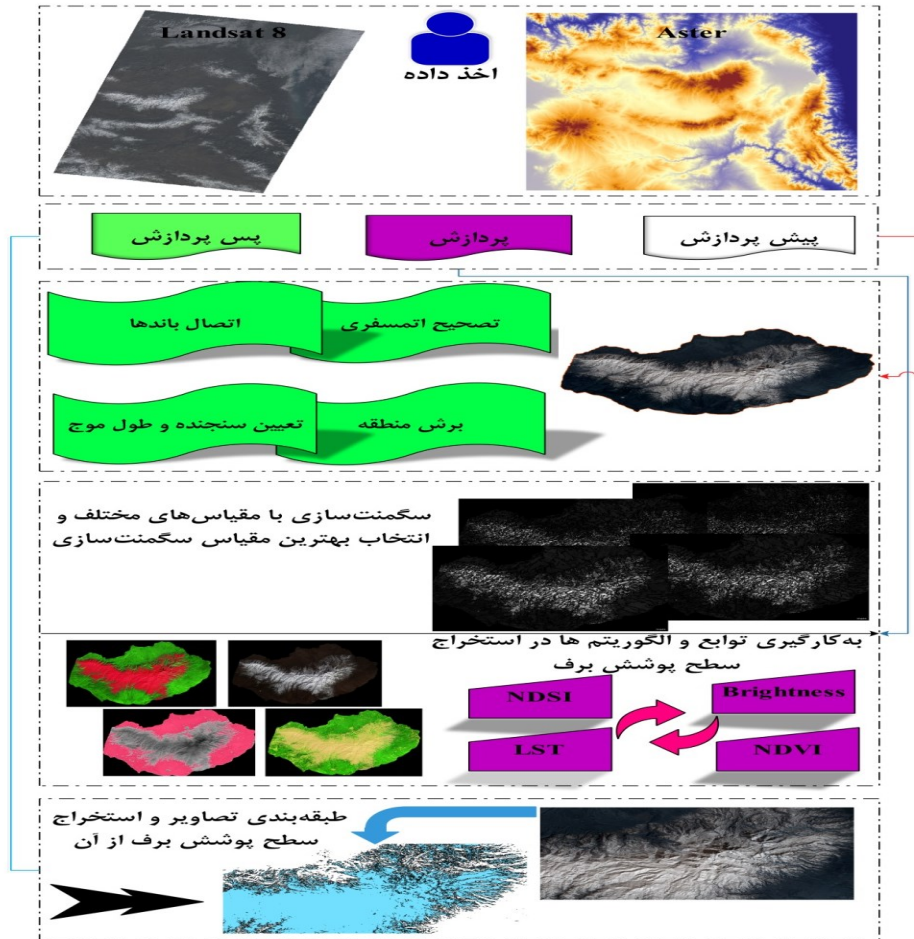 Landsat 8
Aster
اخذ داده
پیش پردازش
پردازش
پس پردازش
تصحیح اتمسفری
اتصال باندها
برش منطقه
تعیین سنجنده و طول موج
سگمنت‌سازی با مقیاس‌های مختلف و
انتخاب بهترین مقیاس سگمنت‌سازی
به‌کارگیری توابع و الگوریتم ها در استخراج
سطح پوشش برف
NDSI
Brightness
LST
NDVI
طبقه‌بندی تصاویر و استخراج
سطح پوشش برف از آن